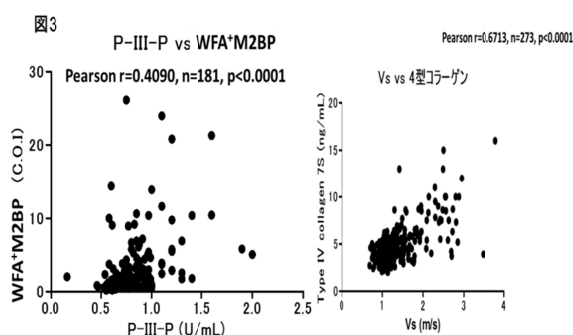 図3
P-III-P vs WFA+M2BP
Pearson r=0.4090, n=181, p<0.0001
WFA+M2BP (C.O.I)
30
20
10
0
0.0 0.5 1.0 1.5 2.0 2.5
P-III-P (U/mL)
Pearson r=0.6713, n=273, p<0.0001
Vs vs 4型コラーゲン
Type IV collagen 7S (ng/mL)
20
15
10
5
0
0 1 2 3 4
Vs (m/s)